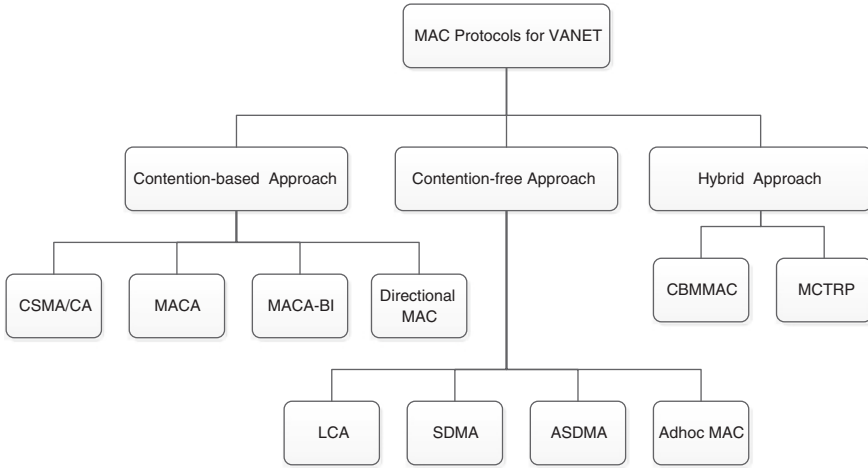 MAC Protocols for VANET
Contention-based Approach
Contention-free Approach
Hybrid Approach
CSMA/CA
MACA
MACA-BI
Directional
MAC
CBMMAC
MCTRP
LCA
SDMA
ASDMA
Adhoc MAC